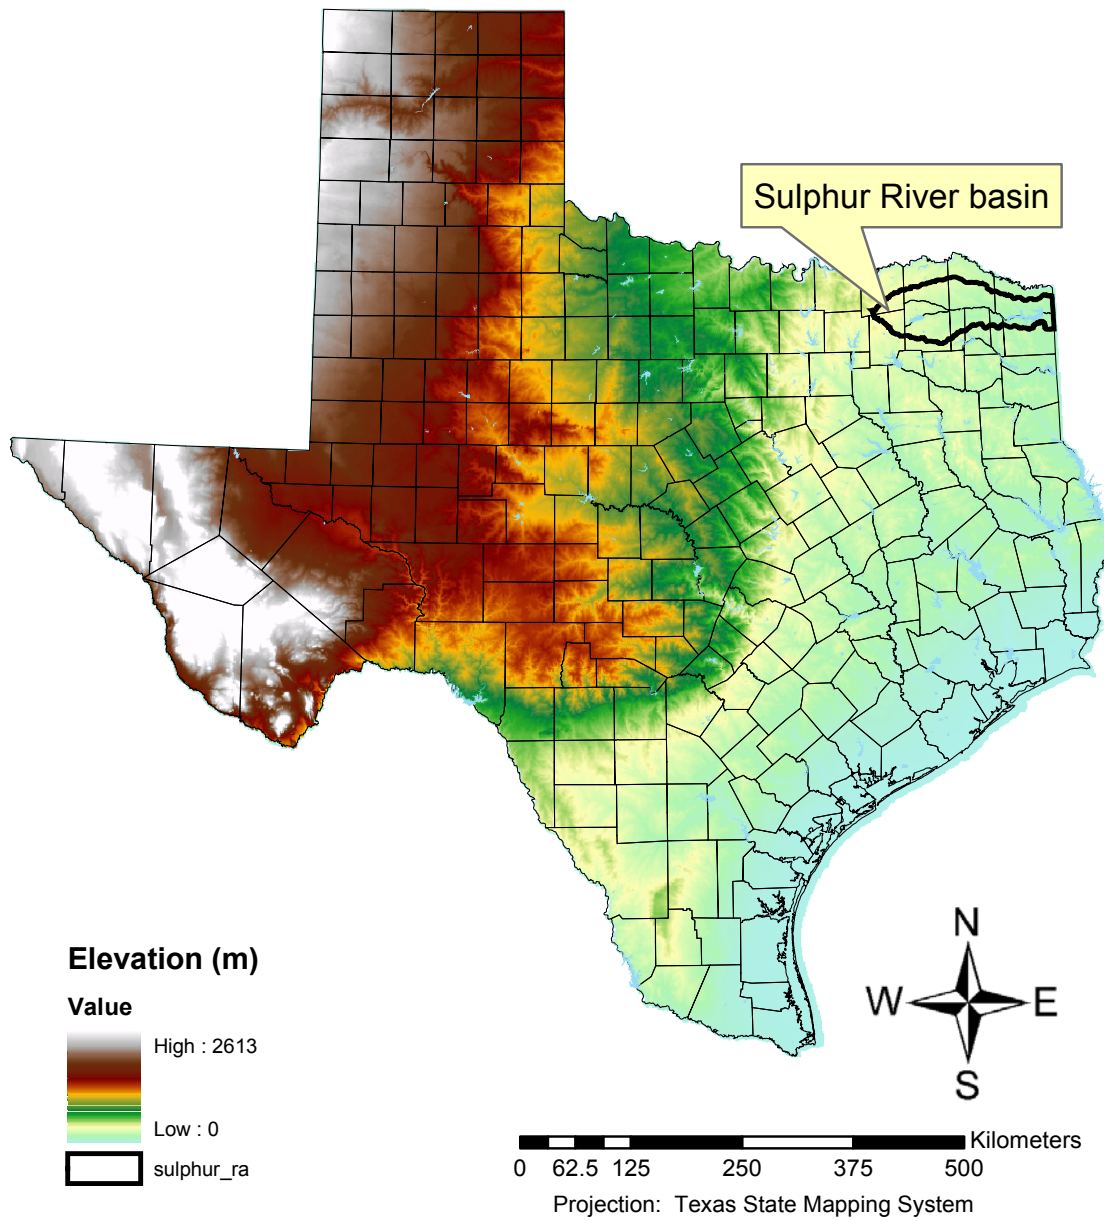 Sulphur River basin
Elevation (m)
Value
High : 2613
Low : 0
sulphur_ra
N
W E
S
Kilometers
0 62.5 125 250 375 500
Projection: Texas State Mapping System